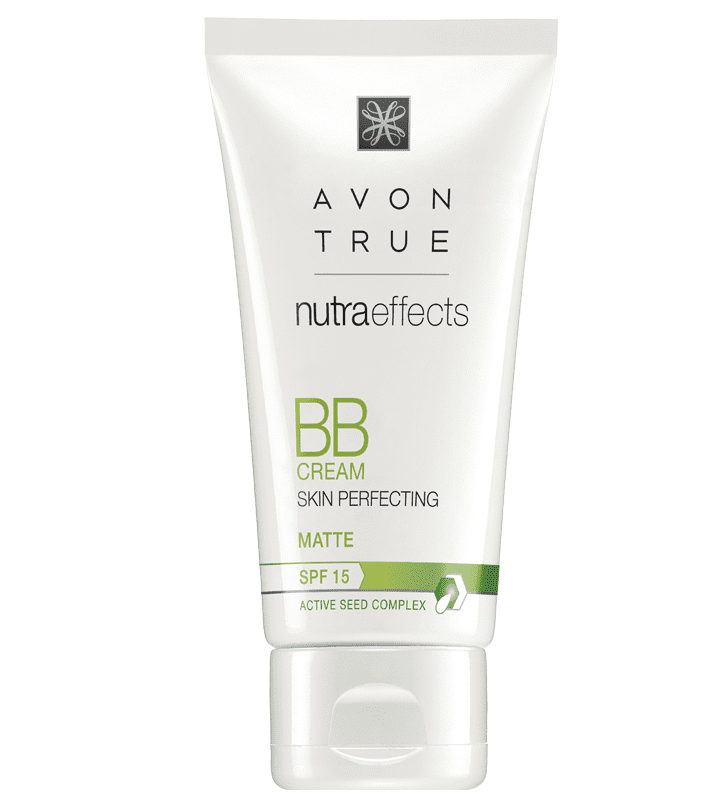 AVON
TRUE
nutraeffects
BB
CREAM
SKIN PERFECTING
MATTE
SPF 15
ACTIVE SEED COMPLEX